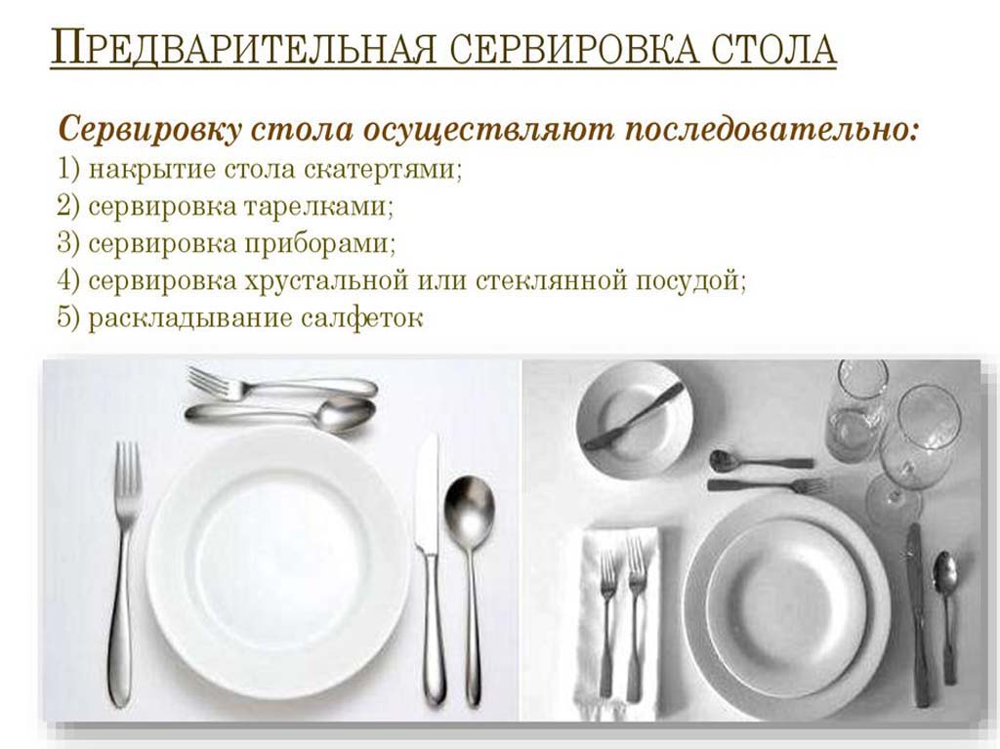 ПРЕДВАРИТЕЛЬНАЯ СЕРВИРОВКА СТОЛА
Сервировку стола осуществляют последовательно:
1) накрытие стола скатертями;
2) сервировка тарелками;
3) сервировка приборами;
4) сервировка хрустальной или стеклянной посудой;
5) раскладывание салфеток